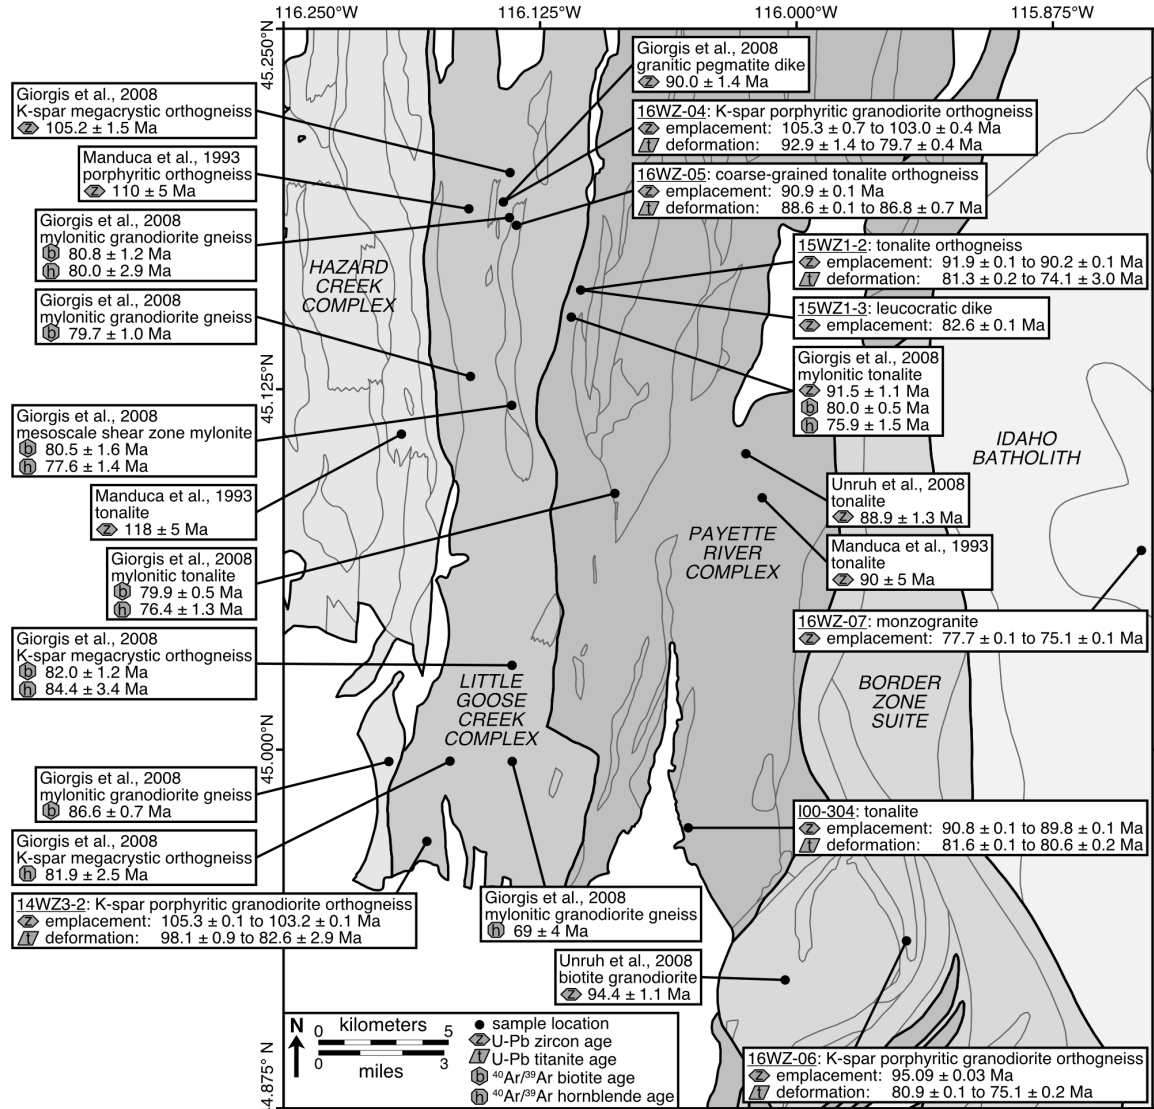 116.250°W
116.125°W
116.000°W
115.875°W
45.250°N
45.125°N
45.000°N
4.875° N
Giorgis et al., 2008
K-spar megacrystic orthogneiss
z 105.2 ± 1.5 Ma
Manduca et al., 1993
porphyritic orthogneiss
z 110 ± 5 Ma
Giorgis et al., 2008
mylonitic granodiorite gneiss
b 80.8 ± 1.2 Ma
h 80.0 ± 2.9 Ma
Giorgis et al., 2008
mylonitic granodiorite gneiss
b 79.7 ± 1.0 Ma
Giorgis et al., 2008
mesoscale shear zone mylonite
b 80.5 ± 1.6 Ma
h 77.6 ± 1.4 Ma
Manduca et al., 1993
tonalite
z 118 ± 5 Ma
Giorgis et al., 2008
mylonitic tonalite
b 79.9 ± 0.5 Ma
h 76.4 ± 1.3 Ma
Giorgis et al., 2008
K-spar megacrystic orthogneiss
b 82.0 ± 1.2 Ma
h 84.4 ± 3.4 Ma
Giorgis et al., 2008
mylonitic granodiorite gneiss
b 86.6 ± 0.7 Ma
Giorgis et al., 2008
K-spar megacrystic orthogneiss
h 81.9 ± 2.5 Ma
14WZ3-2: K-spar porphyritic granodiorite orthogneiss
z emplacement: 105.3 ± 0.1 to 103.2 ± 0.1 Ma
t deformation: 98.1 ± 0.9 to 82.6 ± 2.9 Ma
Giorgis et al., 2008
granitic pegmatite dike
z 90.0 ± 1.4 Ma
16WZ-04: K-spar porphyritic granodiorite orthogneiss
z emplacement: 105.3 ± 0.7 to 103.0 ± 0.4 Ma
t deformation: 92.9 ± 1.4 to 79.7 ± 0.4 Ma
16WZ-05: coarse-grained tonalite orthogneiss
z emplacement: 90.9 ± 0.1 Ma
t deformation: 88.6 ± 0.1 to 86.8 ± 0.7 Ma
15WZ1-2: tonalite orthogneiss
z emplacement: 91.9 ± 0.1 to 90.2 ± 0.1 Ma
t deformation: 81.3 ± 0.2 to 74.1 ± 3.0 Ma
15WZ1-3: leucocratic dike
z emplacement: 82.6 ± 0.1 Ma
Giorgis et al., 2008
mylonitic tonalite
z 91.5 ± 1.1 Ma
b 80.0 ± 0.5 Ma
h 75.9 ± 1.5 Ma
Unruh et al., 2008
tonalite
z 88.9 ± 1.3 Ma
Manduca et al., 1993
tonalite
z 90 ± 5 Ma
16WZ-07: monzogranite
z emplacement: 77.7 ± 0.1 to 75.1 ± 0.1 Ma
I00-304: tonalite
z emplacement: 90.8 ± 0.1 to 89.8 ± 0.1 Ma
t deformation: 81.6 ± 0.1 to 80.6 ± 0.2 Ma
Giorgis et al., 2008
mylonitic granodiorite gneiss
h 69 ± 4 Ma
Unruh et al., 2008
biotite granodiorite
z 94.4 ± 1.1 Ma
16WZ-06: K-spar porphyritic granodiorite orthogneiss
z emplacement: 95.09 ± 0.03 Ma
t deformation: 80.9 ± 0.1 to 75.1 ± 0.2 Ma
HAZARD
CREEK
COMPLEX
IDAHO
BATHOLITH
PAYETTE
RIVER
COMPLEX
LITTLE
GOOSE
CREEK
COMPLEX
BORDER
ZONE
SUITE
N
0 kilometers 5
0 miles 3
sample location
z U-Pb zircon age
t U-Pb titanite age
b ⁴⁰Ar/³⁹Ar biotite age
h ⁴⁰Ar/³⁹Ar hornblende age